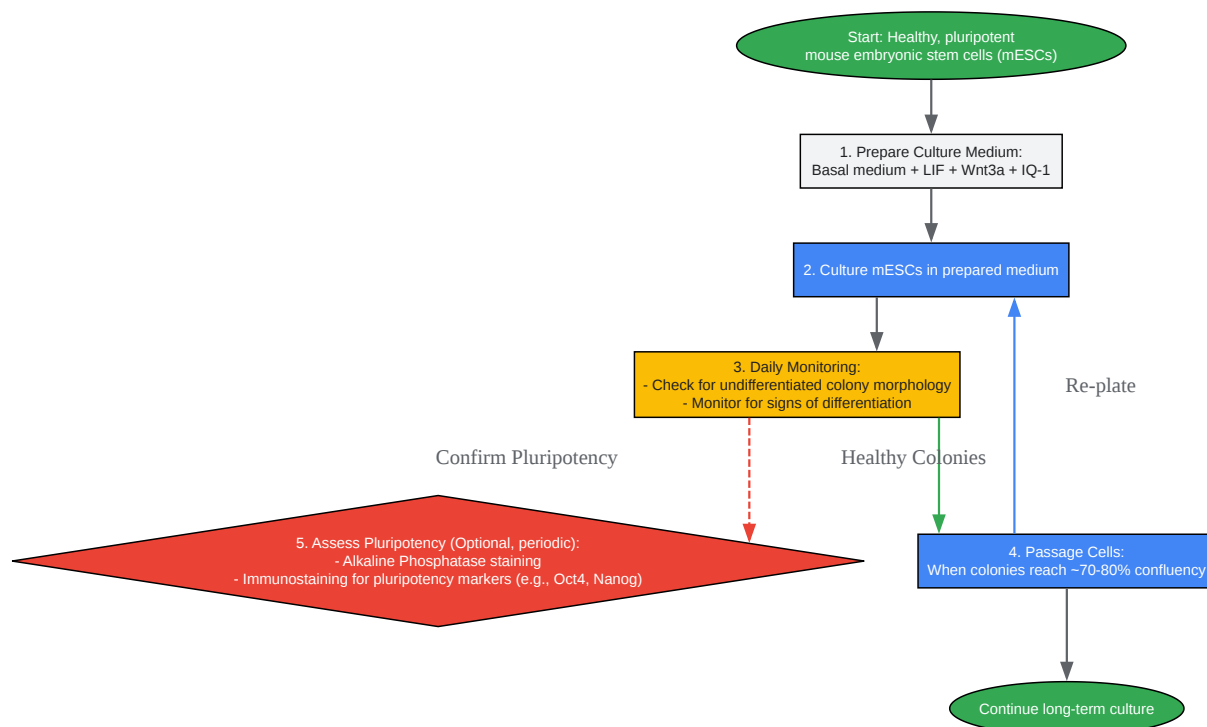 Start: Healthy, pluripotent
mouse embryonic stem cells (mESCs)
1. Prepare Culture Medium:
Basal medium + LIF + Wnt3a + IQ-1
2. Culture mESCs in prepared medium
3. Daily Monitoring:
- Check for undifferentiated colony morphology
- Monitor for signs of differentiation
Re-plate
Confirm Pluripotency
Healthy Colonies
5. Assess Pluripotency (Optional, periodic):
- Alkaline Phosphatase staining
- Immunostaining for pluripotency markers (e.g., Oct4, Nanog)
4. Passage Cells:
When colonies reach ~70-80% confluency
Continue long-term culture